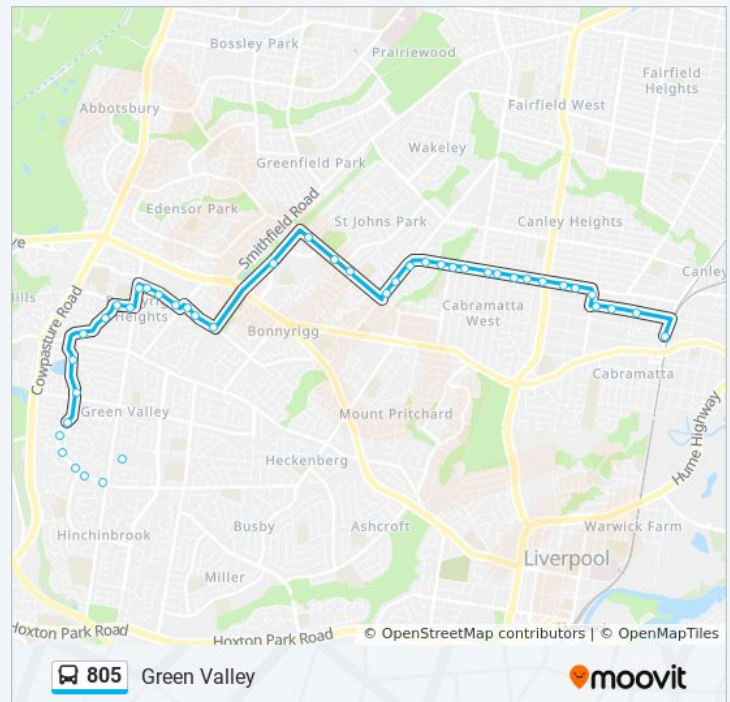 Bossley Park
Prairiewood
Fairfield
Heights
Abbotsbury
Fairfield West
Wakeley
Greenfield Park
Smithfield Road
Edensor Park
St Johns Park
Canley Heights
Canley
Cowpasture Road
Heights
Cabramatta
West
Bonnyrigg
Cabramatta
Green Valley
Mount Pritchard
Hume Highway
Heckenberg
Hinchinbrook
Busby
Ashcroft
Warwick Farm
Liverpool
Miller
Hoxton Park Road
Hoxton Park Road
© OpenStreetMap contributors | © OpenMapTiles
805 Green Valley
moovit